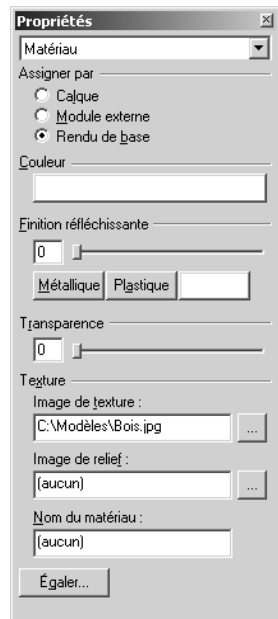 Propriétés
Matériau
Assigner par
Calque
Module externe
Rendu de base
Couleur
Finition réfléchissante
0
Métallique Plastique
Transparence
0
Texture
Image de texture :
C:\Modèles\Bois.jpg ...
Image de relief :
(aucun) ...
Nom du matériau :
(aucun)
Égaler...